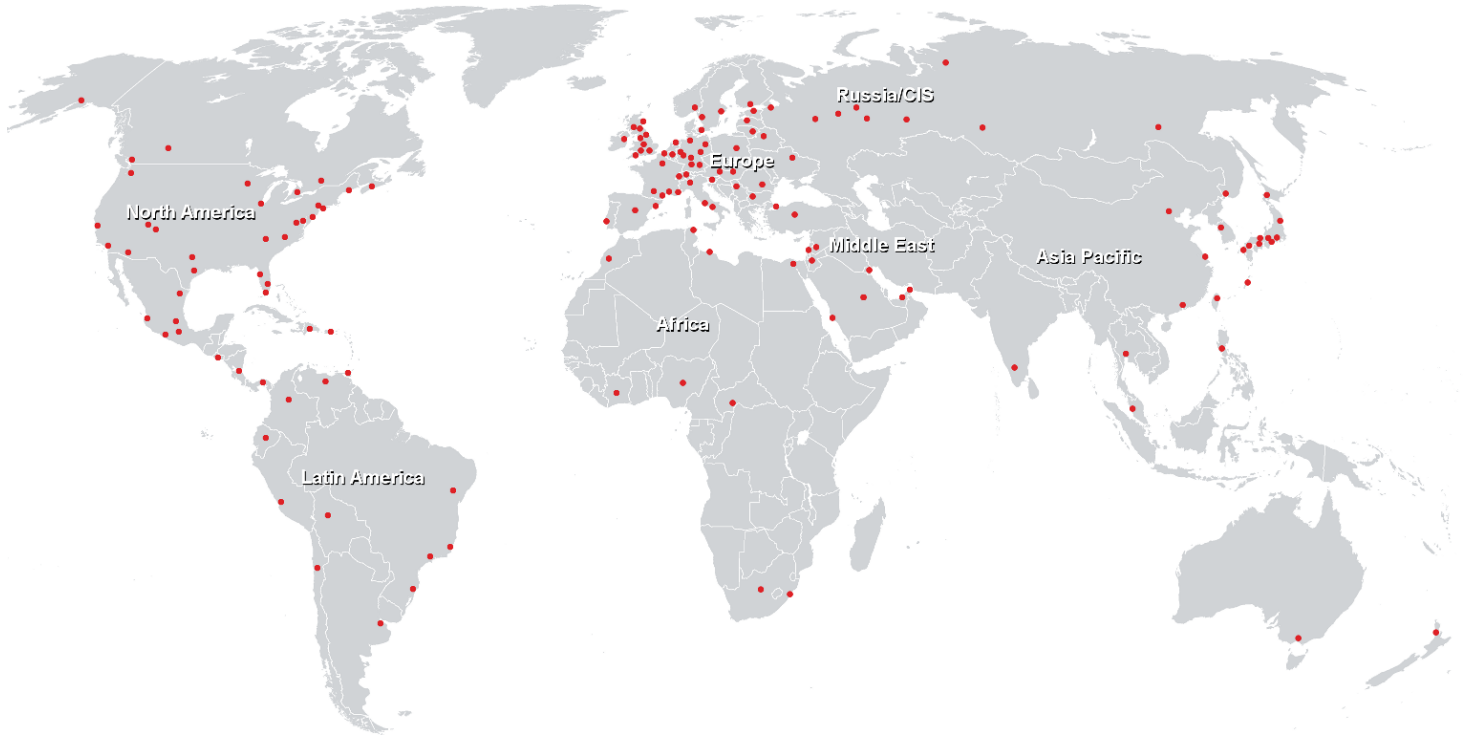 Russia/CIS
Europe
North America
Middle East
Asia Pacific
Africa
Latin America